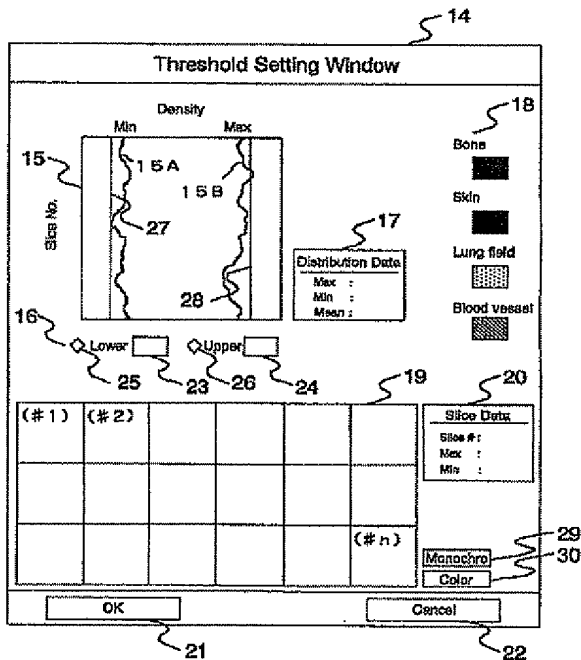 14
Threshold Setting Window
Density
Min Max
15
15A
15B
Slice No.
27
28
18
Bone
Skin
Lung field
Blood vessel
17
Distribution Data
Max :
Min :
Mean :
16
Lower
Upper
25
23
26
24
19
20
(#1) (#2)
(#n)
Slice Data
Slice # :
Max :
Min :
29
30
Monochro
Color
OK
Cancel
21
22